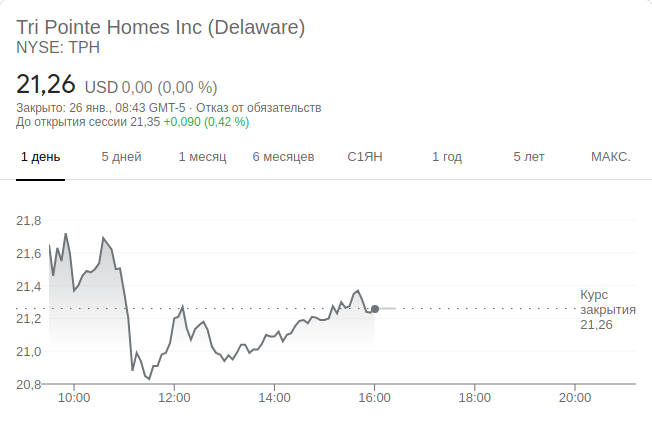 Tri Pointe Homes Inc (Delaware)
NYSE: TPH
21,26 USD 0,00 (0,00 %)
Закрыто: 26 янв., 08:43 GMT-5 · Отказ от обязательств
До открытия сессии 21,35 +0,090 (0,42 %)
1 день 5 дней 1 месяц 6 месяцев С1ЯН 1 год 5 лет МАКС.
21,8
21,6
21,4
Курс
закрытия
21,26
21,2
21,0
20,8
10:00 12:00 14:00 16:00 18:00 20:00